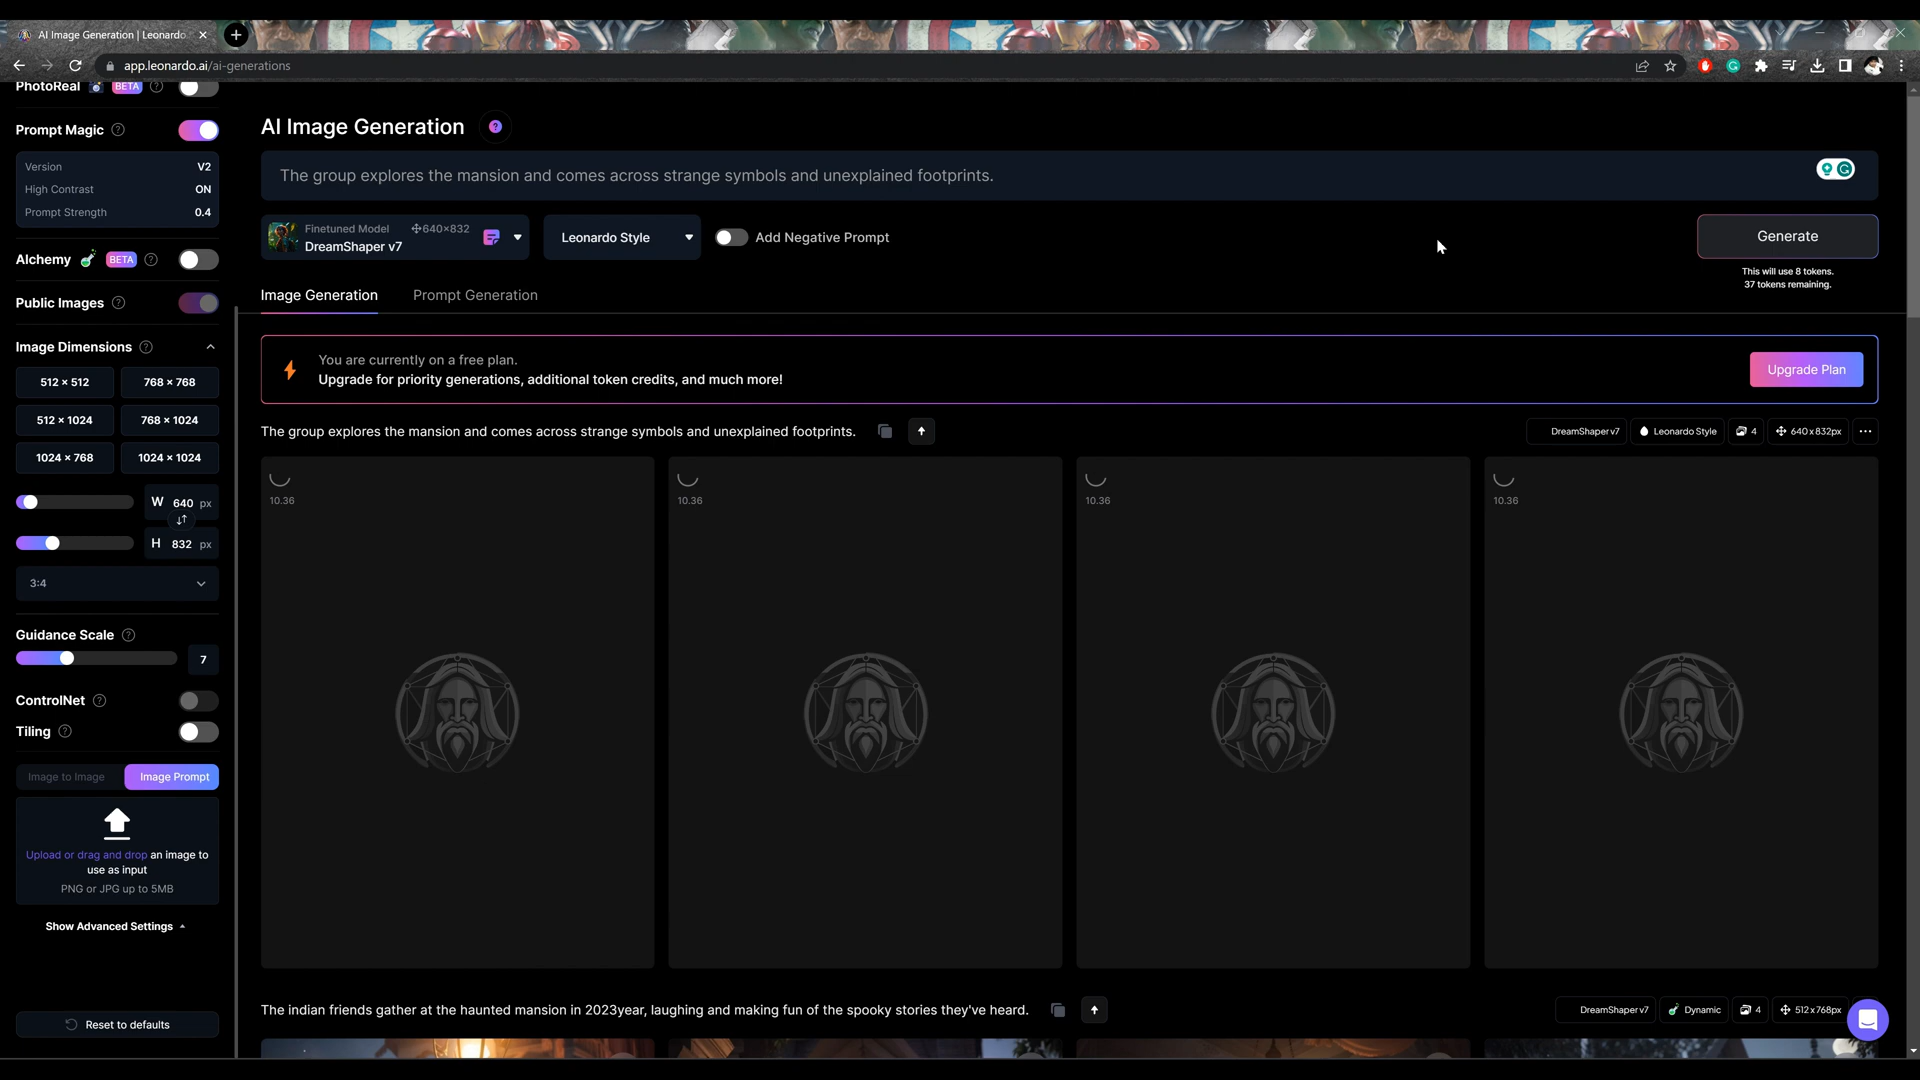 AI Image Generation | Leonardo
app.leonardo.ai/ai-generations
PhotoReal BETA
Prompt Magic
Version V2
High Contrast ON
Prompt Strength 0.4
Alchemy BETA
Public Images
Image Dimensions
512 × 512 768 × 768
512 × 1024 768 × 1024
1024 × 768 1024 × 1024
W 640 px
H 832 px
3:4
Guidance Scale
7
ControlNet
Tiling
Image to Image Image Prompt
Upload or drag and drop an image to
use as input
PNG or JPG up to 5MB
Show Advanced Settings
Reset to defaults
AI Image Generation
The group explores the mansion and comes across strange symbols and unexplained footprints.
Finetuned Model 640×832
DreamShaper v7
Leonardo Style
Add Negative Prompt
Generate
This will use 8 tokens.
37 tokens remaining.
Image Generation Prompt Generation
You are currently on a free plan.
Upgrade for priority generations, additional token credits, and much more!
Upgrade Plan
The group explores the mansion and comes across strange symbols and unexplained footprints.
DreamShaper v7 Leonardo Style 4 640x832px
10.36 10.36 10.36 10.36
The indian friends gather at the haunted mansion in 2023year, laughing and making fun of the spooky stories they've heard.
DreamShaper v7 Dynamic 4 512x768px